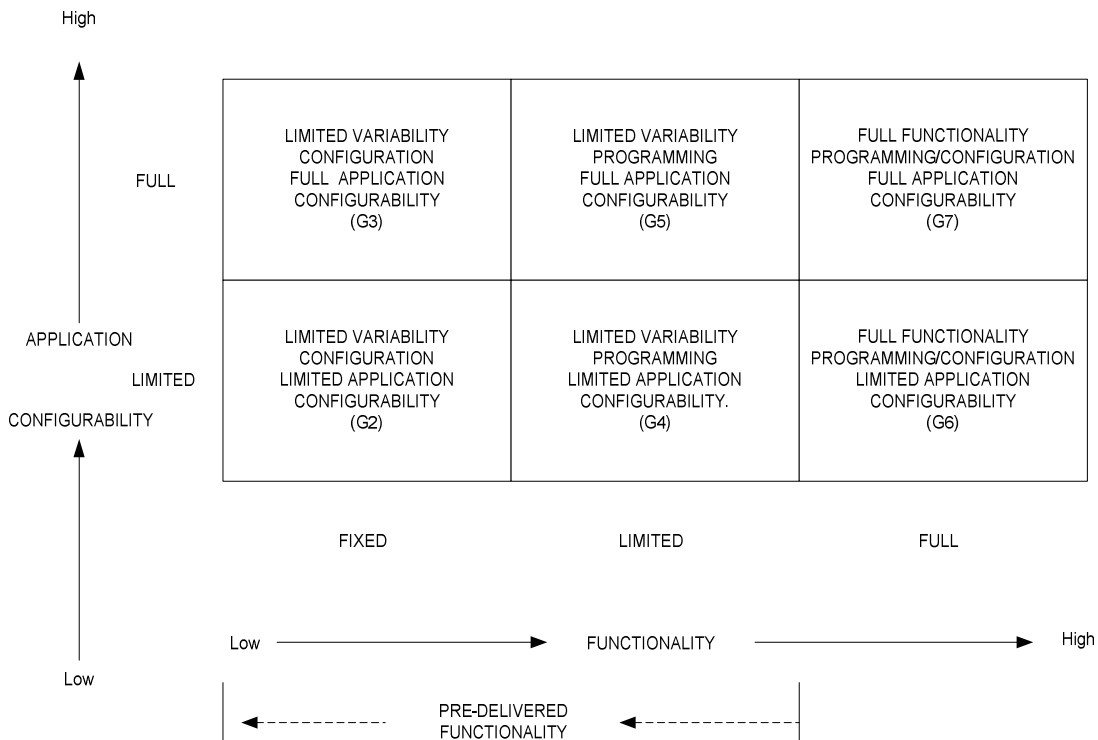 High
LIMITED VARIABILITY
CONFIGURATION
FULL APPLICATION
CONFIGURABILITY
(G3)
LIMITED VARIABILITY
PROGRAMMING
FULL APPLICATION
CONFIGURABILITY
(G5)
FULL FUNCTIONALITY
PROGRAMMING/CONFIGURATION
FULL APPLICATION
CONFIGURABILITY
(G7)
FULL
APPLICATION
LIMITED
CONFIGURABILITY
LIMITED VARIABILITY
CONFIGURATION
LIMITED APPLICATION
CONFIGURABILITY
(G2)
LIMITED VARIABILITY
PROGRAMMING
LIMITED APPLICATION
CONFIGURABILITY.
(G4)
FULL FUNCTIONALITY
PROGRAMMING/CONFIGURATION
LIMITED APPLICATION
CONFIGURABILITY
(G6)
FIXED
LIMITED
FULL
Low
FUNCTIONALITY
High
Low
PRE-DELIVERED
FUNCTIONALITY